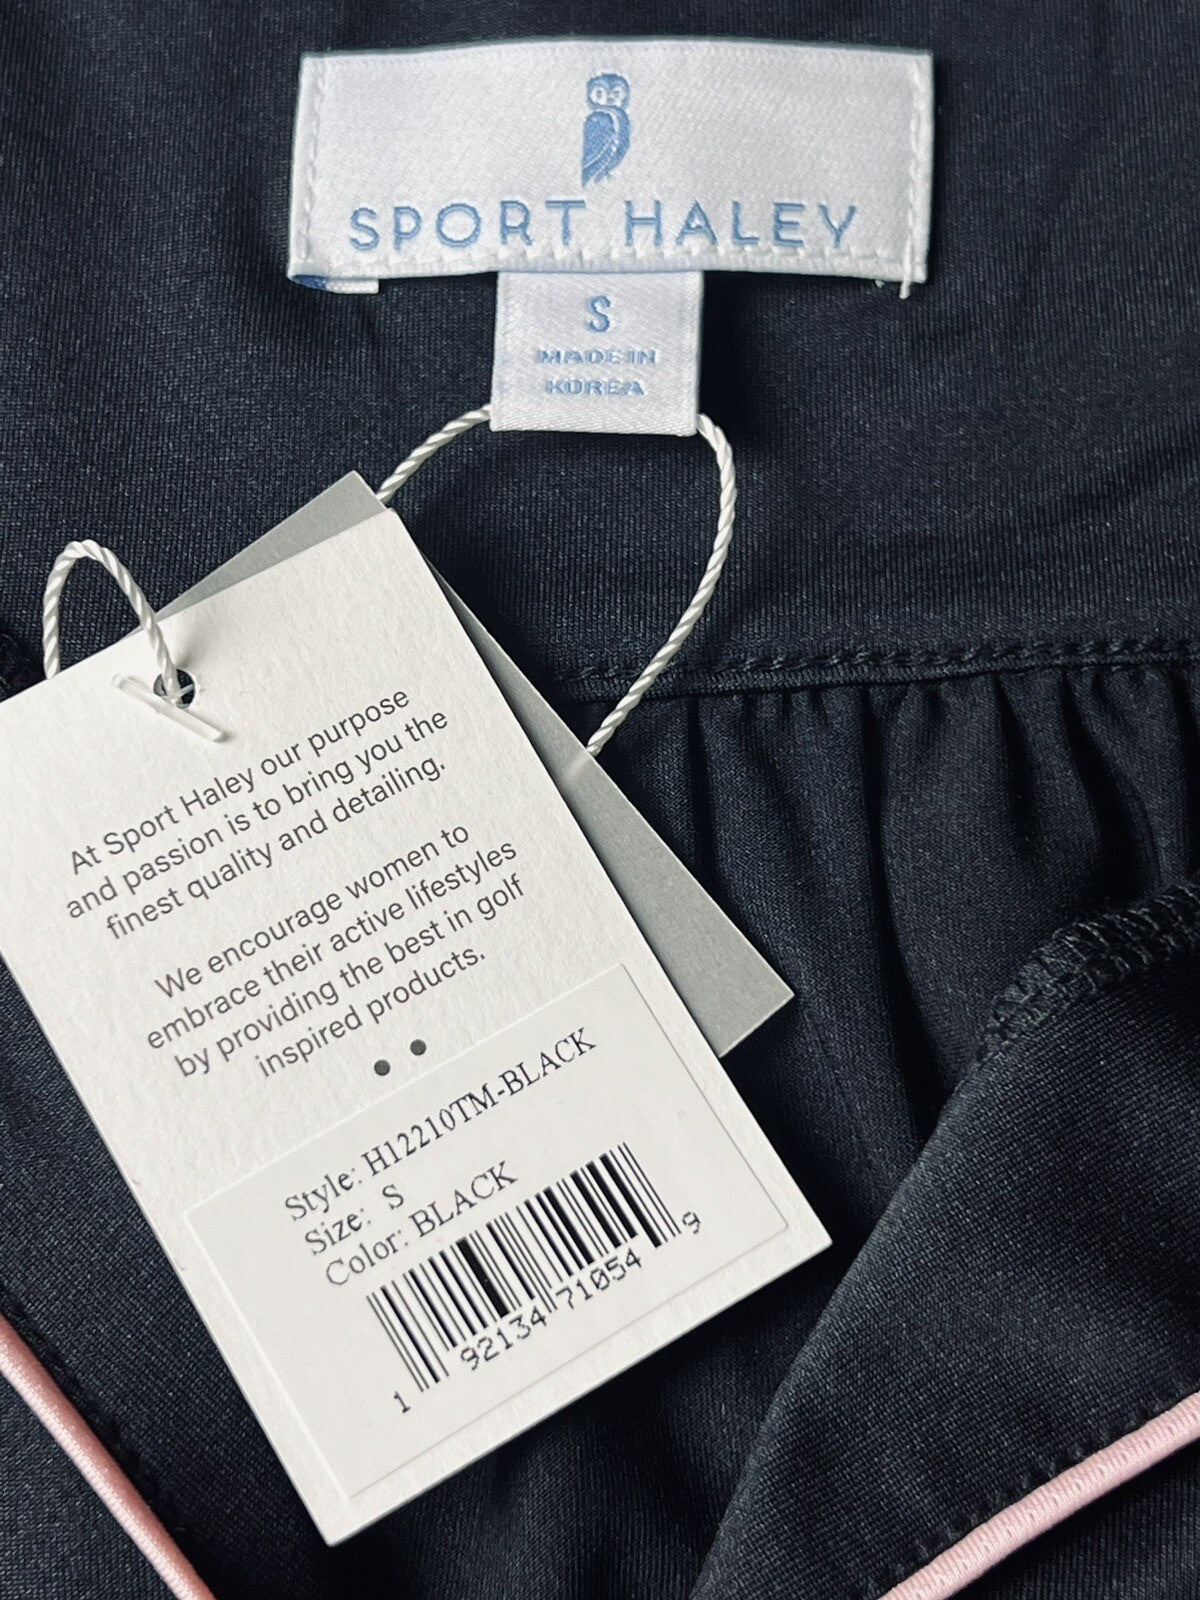 SPORT HALEY
S
MADE IN
KOREA
At Sport Haley our purpose
and passion is to bring you the
finest quality and detailing.
We encourage women to
embrace their active lifestyles
by providing the best in golf
inspired products.
Style: H12210TM-BLACK
Size: S
Color: BLACK
1 92134 71054 9